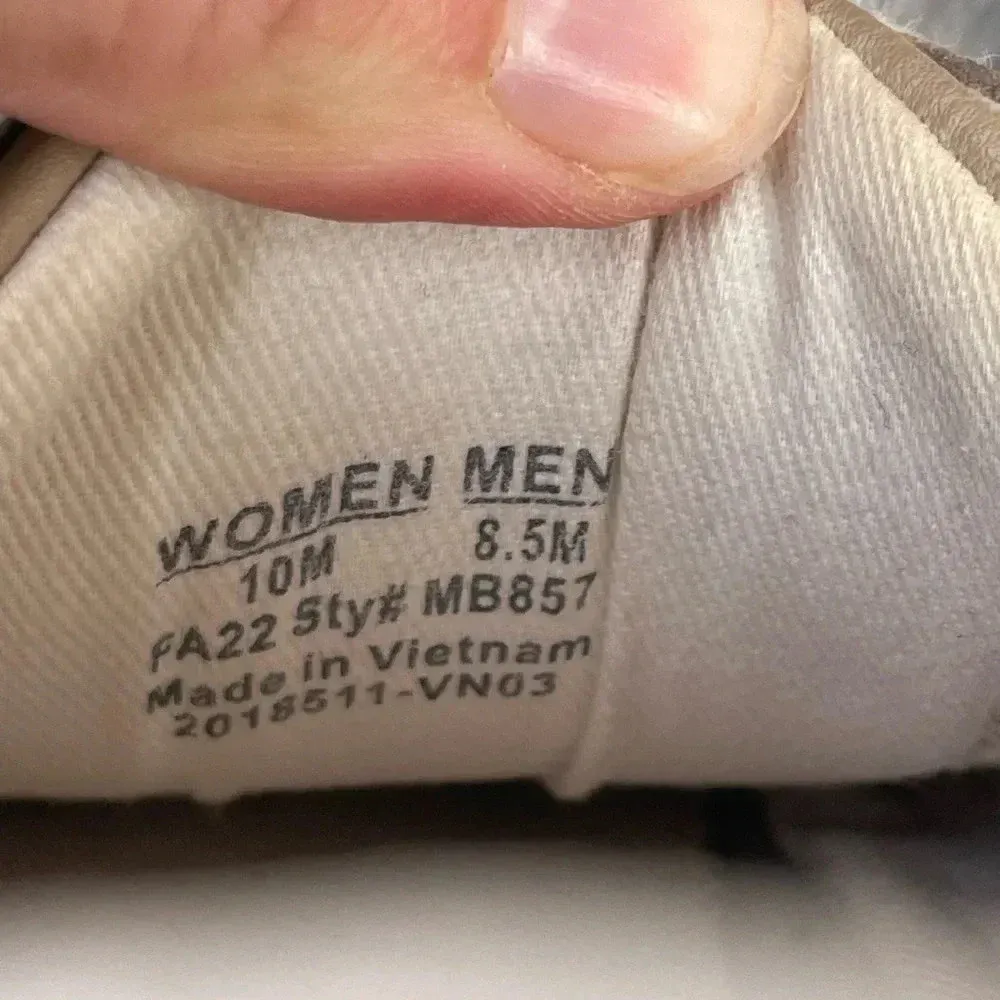 WOMEN MEN
10M 8.5M
FA22 Sty# MB857
Made in Vietnam
2018511-VN03